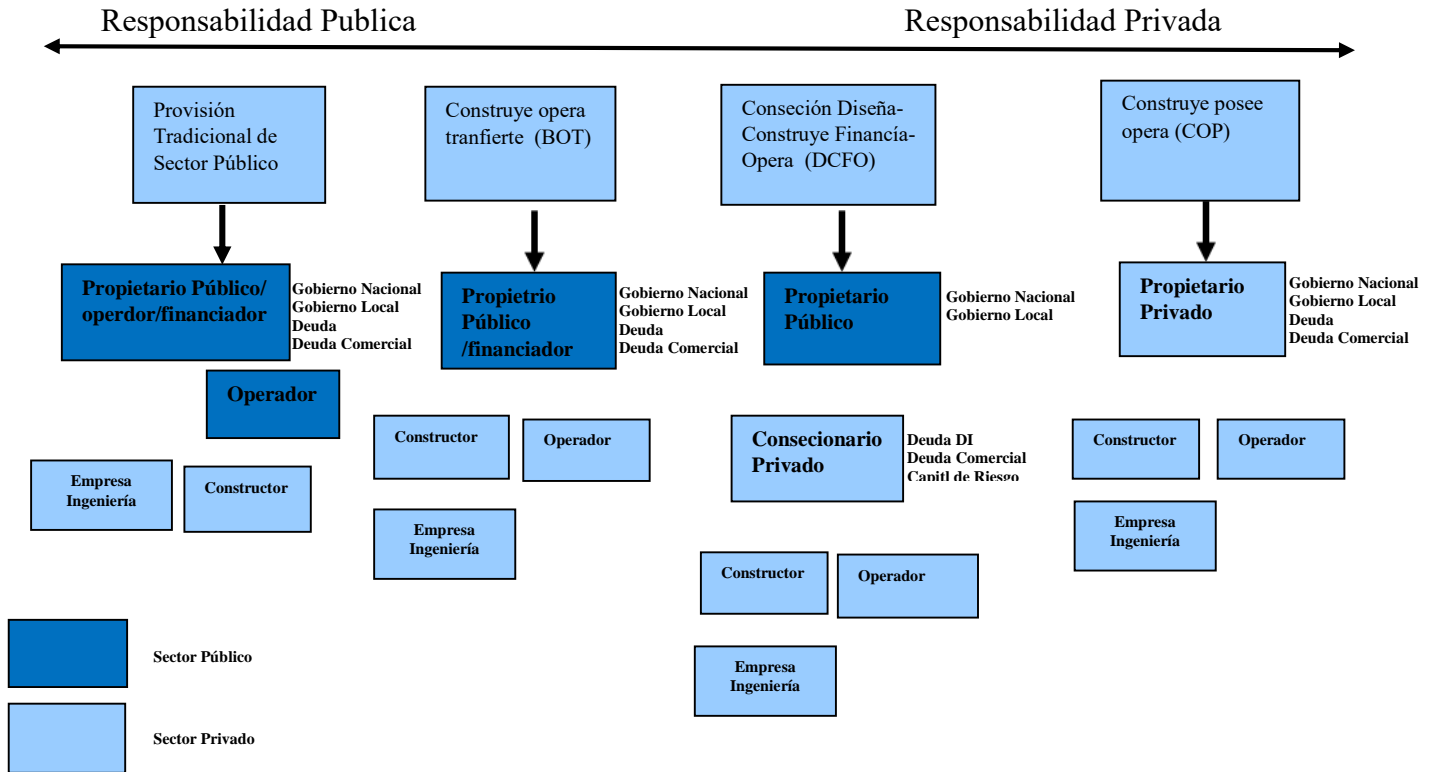 Responsabilidad Publica
Responsabilidad Privada
Provisión
Tradicional de
Sector Público
Construye opera
tranfierte (BOT)
Conseción Diseña-
Construye Financía-
Opera (DCFO)
Construye posee
opera (COP)
Propietario Público/
operdor/financiador
Gobierno Nacional
Gobierno Local
Deuda
Deuda Comercial
Propietrio
Público
/financiador
Gobierno Nacional
Gobierno Local
Deuda
Deuda Comercial
Propietario
Público
Gobierno Nacional
Gobierno Local
Propietario
Privado
Gobierno Nacional
Gobierno Local
Deuda
Deuda Comercial
Operador
Empresa
Ingeniería
Constructor
Constructor
Operador
Empresa
Ingeniería
Consecionario
Privado
Deuda DI
Deuda Comercial
Capitl de Riesgo
Constructor
Operador
Empresa
Ingeniería
Constructor
Operador
Empresa
Ingeniería
Sector Público
Sector Privado